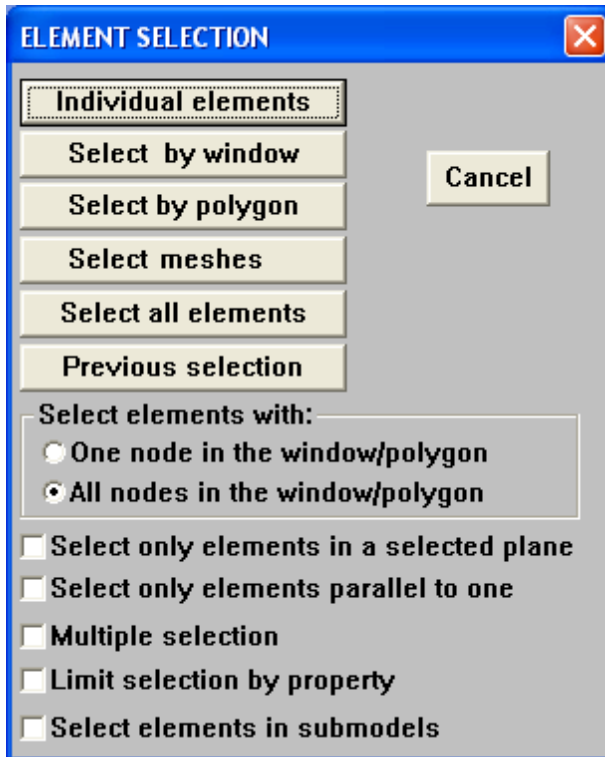 ELEMENT SELECTION
Individual elements
Select by window
Cancel
Select by polygon
Select meshes
Select all elements
Previous selection
Select elements with:
One node in the window/polygon
All nodes in the window/polygon
Select only elements in a selected plane
Select only elements parallel to one
Multiple selection
Limit selection by property
Select elements in submodels